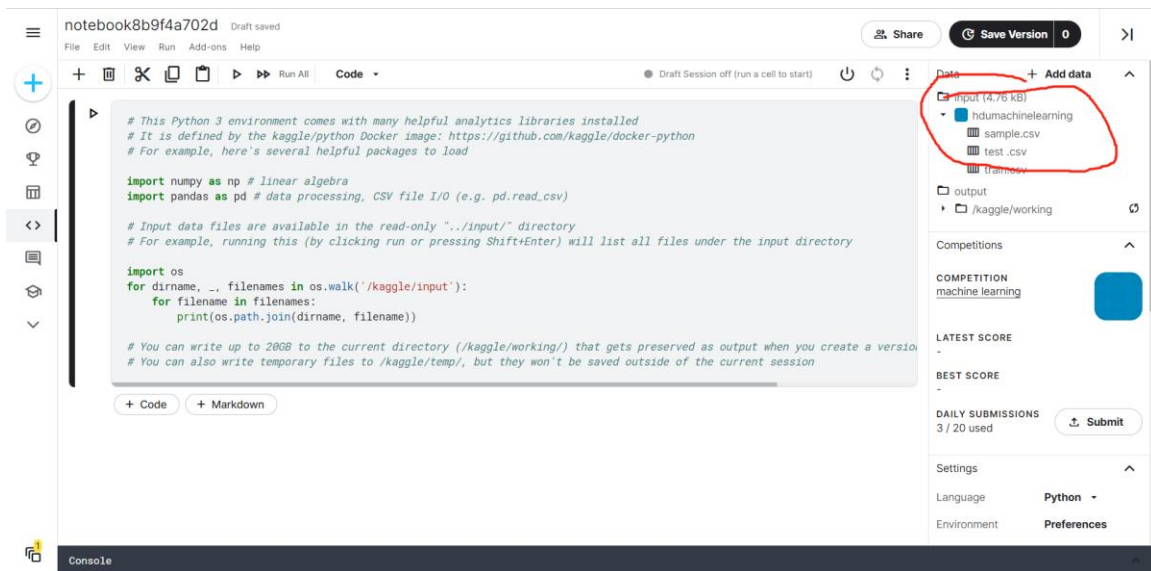 notebook8b9f4a702d Draft saved
File Edit View Run Add-ons Help
Share
Save Version 0
Run All Code
Draft Session off (run a cell to start)
# This Python 3 environment comes with many helpful analytics libraries installed
# It is defined by the kaggle/python Docker image: https://github.com/kaggle/docker-python
# For example, here's several helpful packages to load
import numpy as np # linear algebra
import pandas as pd # data processing, CSV file I/O (e.g. pd.read_csv)
# Input data files are available in the read-only "../input/" directory
# For example, running this (by clicking run or pressing Shift+Enter) will list all files under the input directory
import os
for dirname, _, filenames in os.walk('/kaggle/input'):
for filename in filenames:
print(os.path.join(dirname, filename))
# You can write up to 20GB to the current directory (/kaggle/working/) that gets preserved as output when you create a versio
# You can also write temporary files to /kaggle/temp/, but they won't be saved outside of the current session
+ Code + Markdown
Data + Add data
input (4.76 kB)
hdumachinelearning
sample.csv
test .csv
train.csv
output
/kaggle/working
Competitions
COMPETITION
machine learning
LATEST SCORE
-
BEST SCORE
-
DAILY SUBMISSIONS
3 / 20 used
Submit
Settings
Language Python
Environment Preferences
1
Console